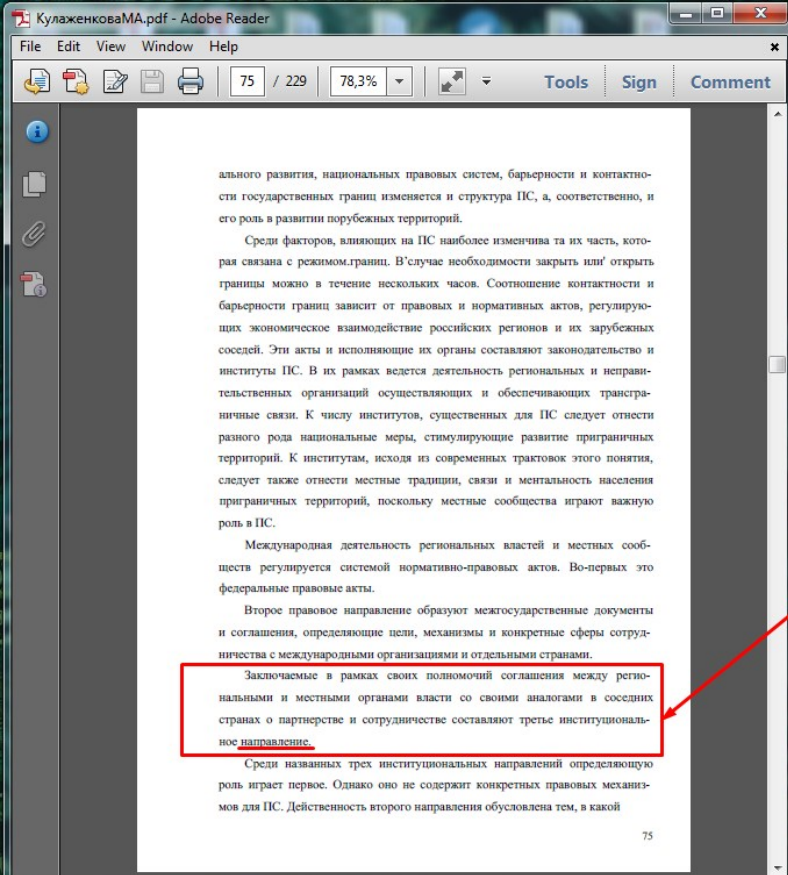 КулаженковаМА.pdf - Adobe Reader
File Edit View Window Help
75 / 229 78,3% Tools Sign Comment
ального развития, национальных правовых систем, барьерности и контактно-
сти государственных границ изменяется и структура ПС, а, соответственно, и
его роль в развитии порубежных территорий.
Среди факторов, влияющих на ПС наиболее изменчива та их часть, кото-
рая связана с режимом.границ. В'случае необходимости закрыть или' открыть
границы можно в течение нескольких часов. Соотношение контактности и
барьерности границ зависит от правовых и нормативных актов, регулирую-
щих экономическое взаимодействие российских регионов и их зарубежных
соседей. Эти акты и исполняющие их органы составляют законодательство и
институты ПС. В их рамках ведется деятельность региональных и неправи-
тельственных организаций осуществляющих и обеспечивающих трансгра-
ничные связи. К числу институтов, существенных для ПС следует отнести
разного рода национальные меры, стимулирующие развитие приграничных
территорий. К институтам, исходя из современных трактовок этого понятия,
следует также отнести местные традиции, связи и ментальность населения
приграничных территорий, поскольку местные сообщества играют важную
роль в ПС.
Международная деятельность региональных властей и местных сооб-
ществ регулируется системой нормативно-правовых актов. Во-первых это
федеральные правовые акты.
Второе правовое направление образуют межгосударственные документы
и соглашения, определяющие цели, механизмы и конкретные сферы сотруд-
ничества с международными организациями и отдельными странами.
Заключаемые в рамках своих полномочий соглашения между регио-
нальными и местными органами власти со своими аналогами в соседних
странах о партнерстве и сотрудничестве составляют третье институциональ-
ное направление.
Среди названных трех институциональных направлений определяющую
роль играет первое. Однако оно не содержит конкретных правовых механиз-
мов для ПС. Действенность второго направления обусловлена тем, в какой
75